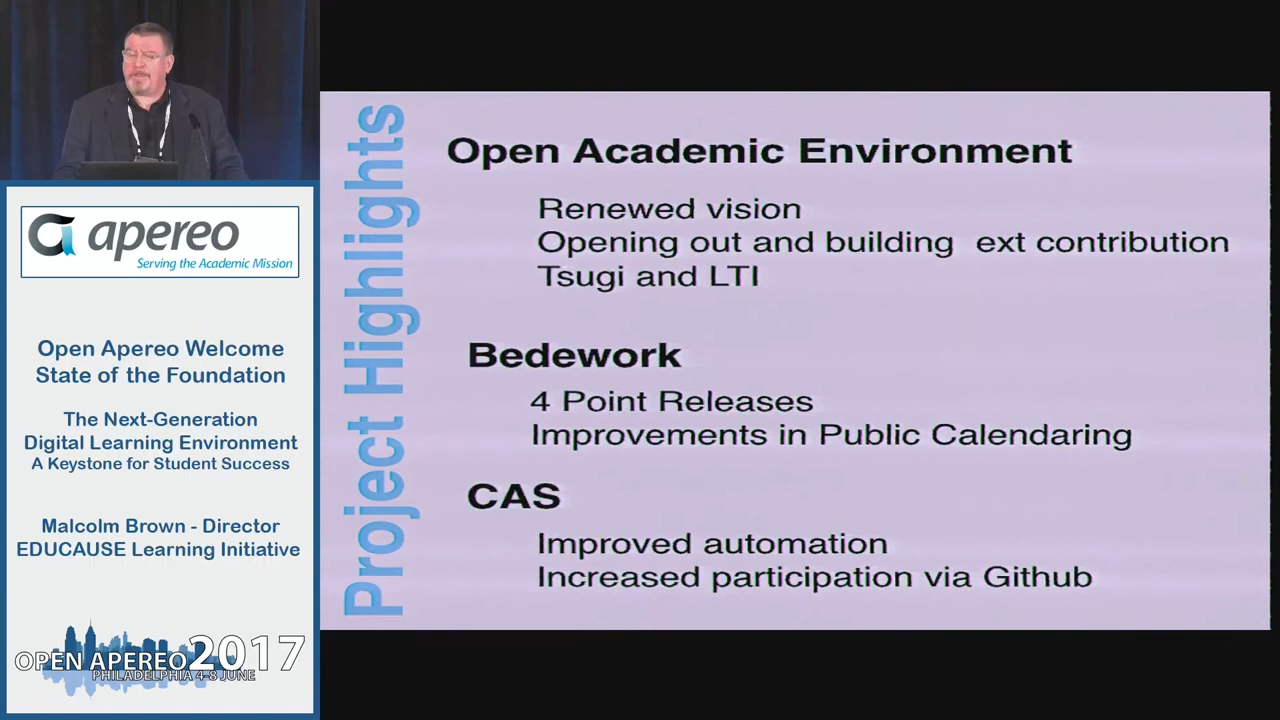 apereo
Serving the Academic Mission
Open Apereo Welcome
State of the Foundation
The Next-Generation
Digital Learning Environment
A Keystone for Student Success
Malcolm Brown - Director
EDUCAUSE Learning Initiative
OPEN APEREO 2017
PHILADELPHIA 4-8 JUNE
Project Highlights
Open Academic Environment
Renewed vision
Opening out and building ext contribution
Tsugi and LTI
Bedework
4 Point Releases
Improvements in Public Calendaring
CAS
Improved automation
Increased participation via Github